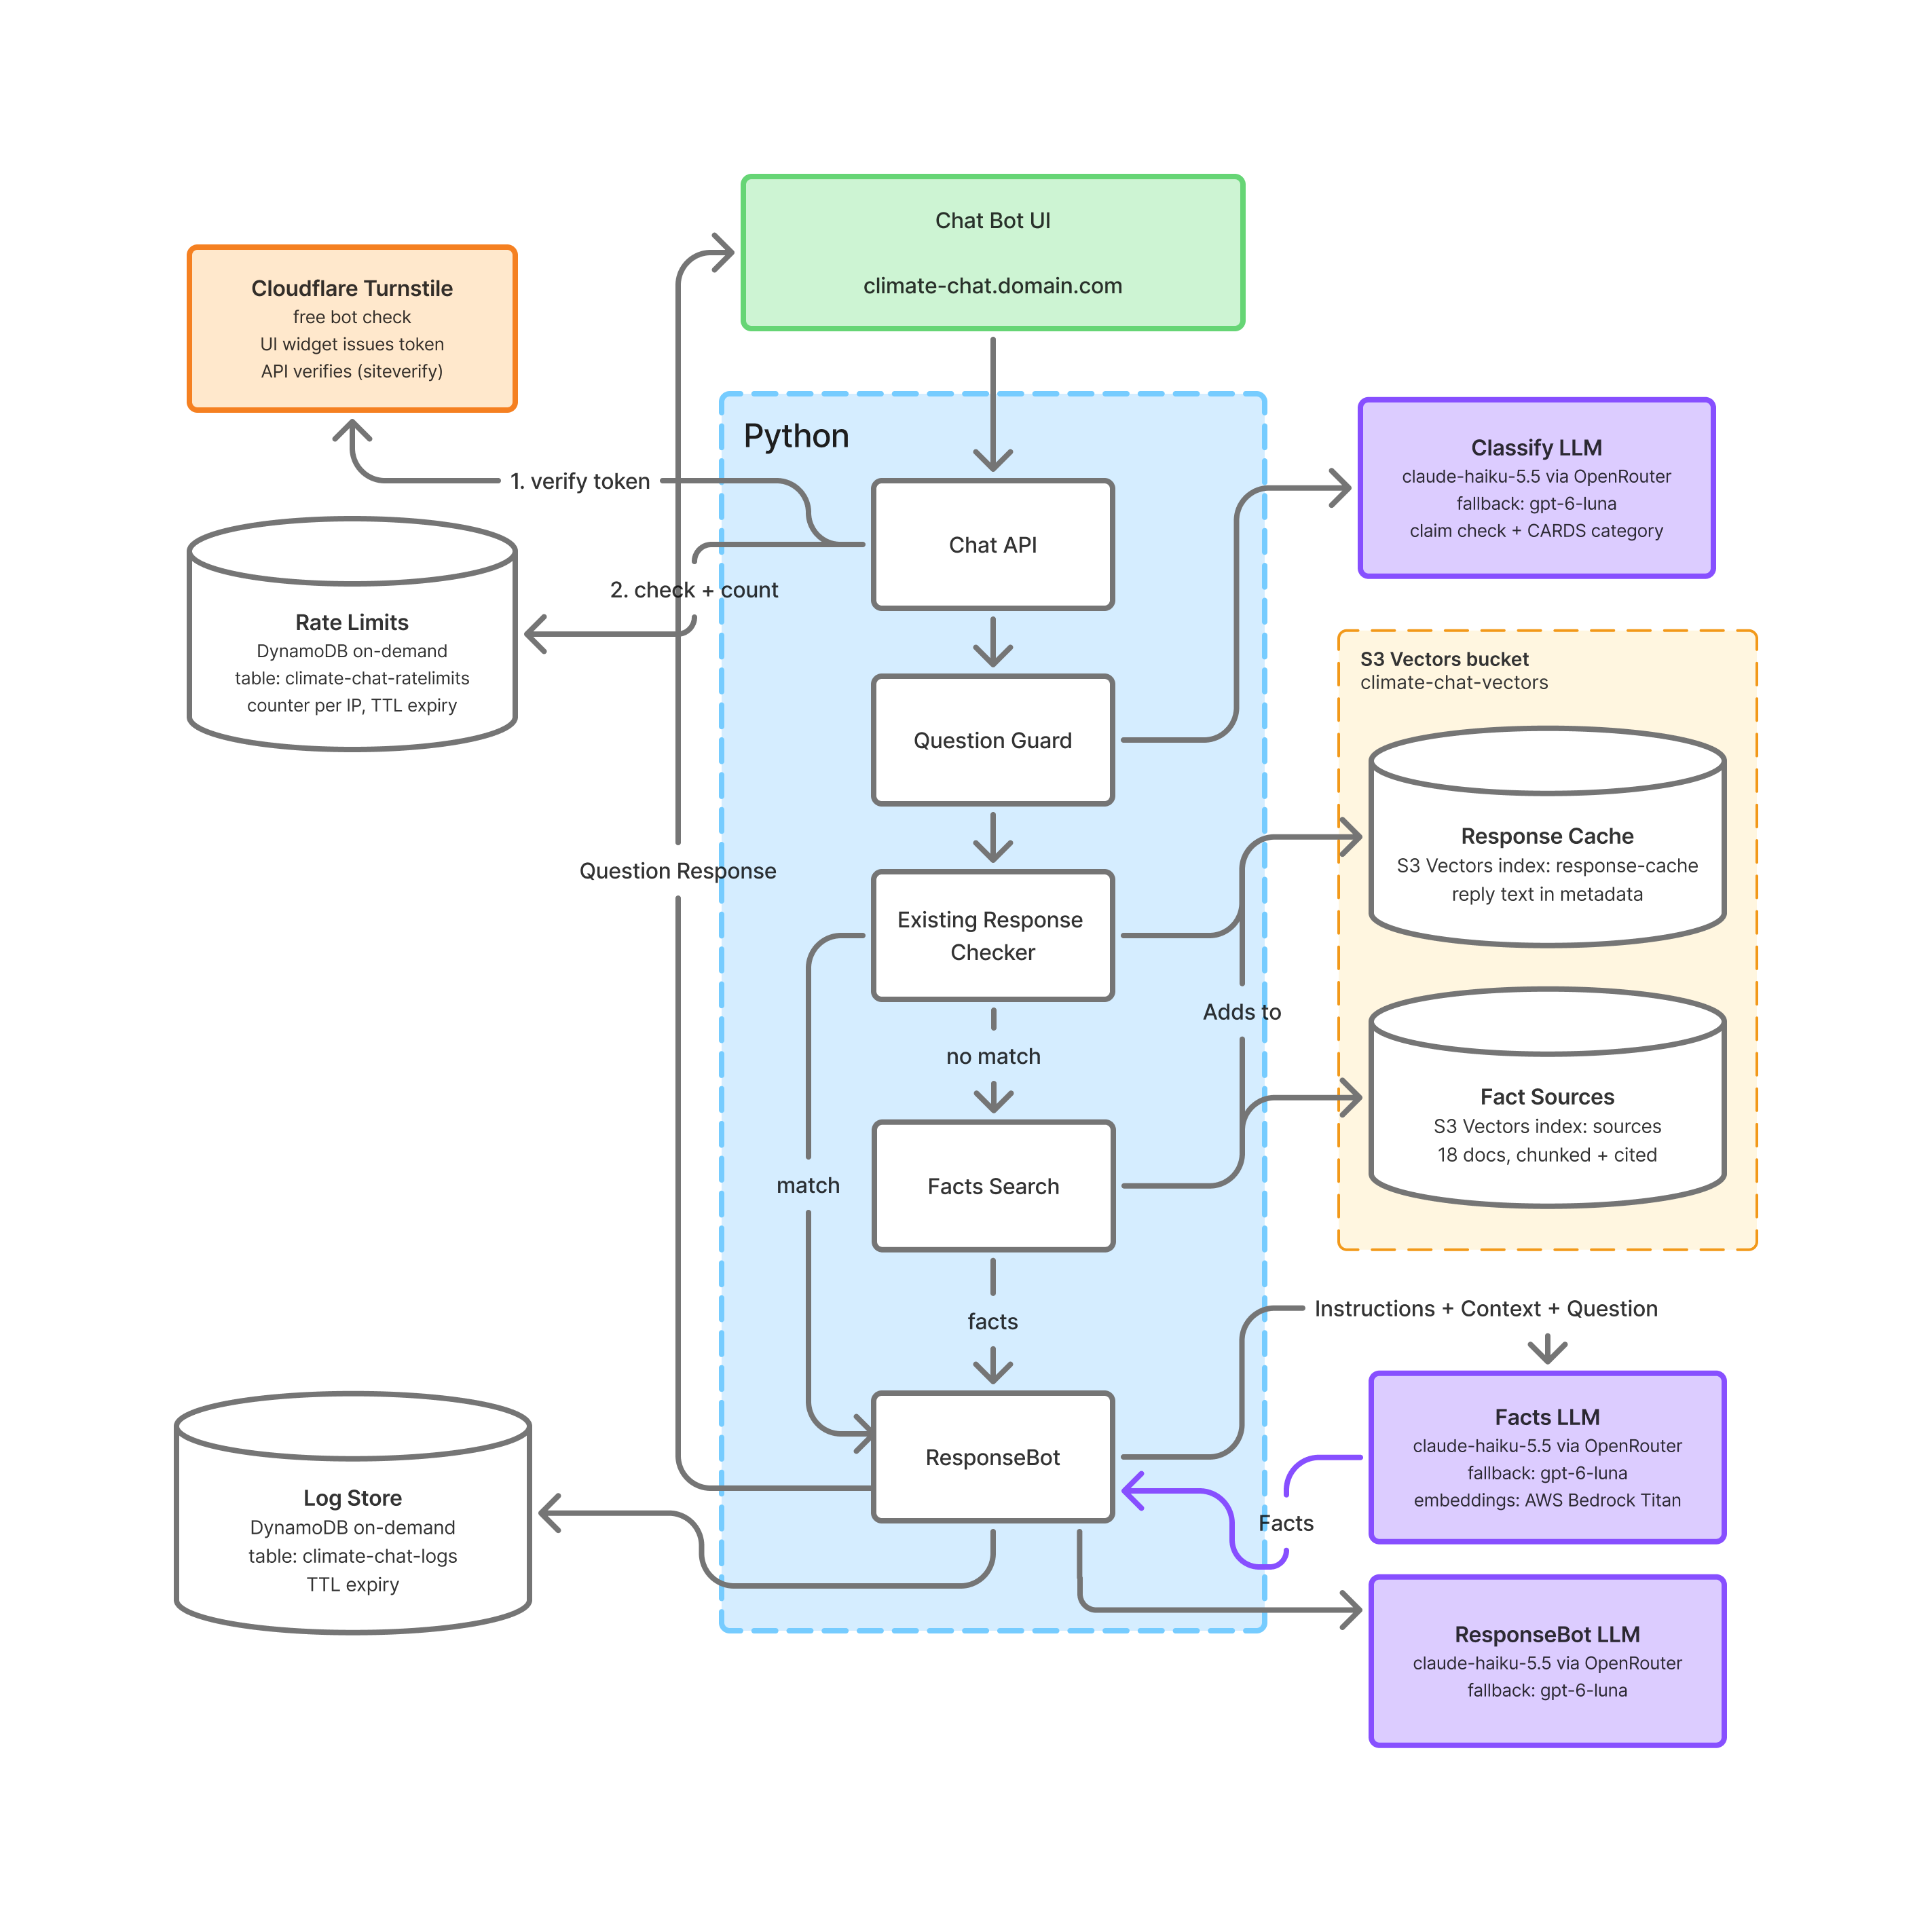 Chat Bot UI
climate-chat.domain.com
Cloudflare Turnstile
free bot check
UI widget issues token
API verifies (siteverify)
Python
1. verify token
Chat API
2. check + count
Rate Limits
DynamoDB on-demand
table: climate-chat-ratelimits
counter per IP, TTL expiry
Classify LLM
claude-haiku-5.5 via OpenRouter
fallback: gpt-6-luna
claim check + CARDS category
Question Guard
S3 Vectors bucket
climate-chat-vectors
Response Cache
S3 Vectors index: response-cache
reply text in metadata
Question Response
Existing Response
Checker
Adds to
no match
Fact Sources
S3 Vectors index: sources
18 docs, chunked + cited
match
Facts Search
facts
Instructions + Context + Question
ResponseBot
Facts LLM
claude-haiku-5.5 via OpenRouter
fallback: gpt-6-luna
embeddings: AWS Bedrock Titan
Facts
Log Store
DynamoDB on-demand
table: climate-chat-logs
TTL expiry
ResponseBot LLM
claude-haiku-5.5 via OpenRouter
fallback: gpt-6-luna